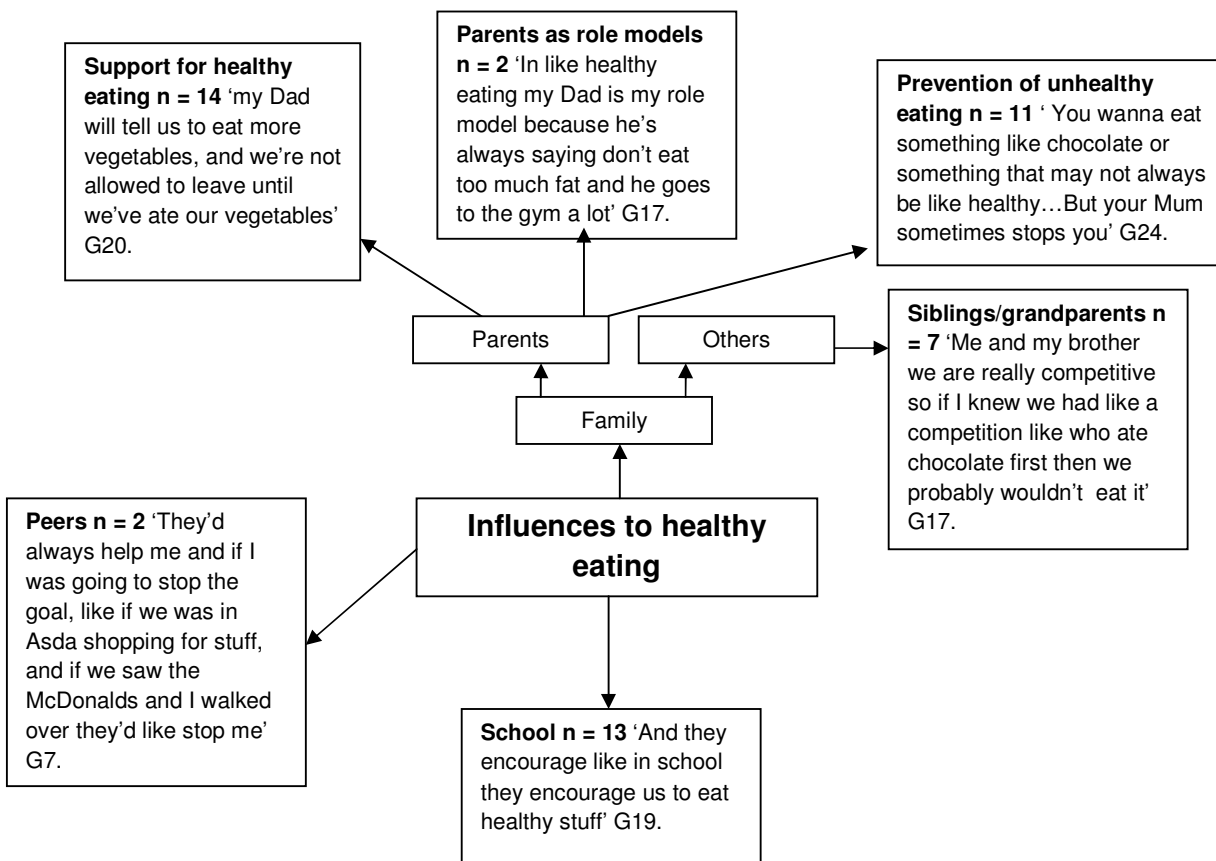 Support for healthy
eating n = 14 ‘my Dad
will tell us to eat more
vegetables, and we’re not
allowed to leave until
we’ve ate our vegetables’
G20.
Parents as role models
n = 2 ‘In like healthy
eating my Dad is my role
model because he’s
always saying don’t eat
too much fat and he goes
to the gym a lot’ G17.
Prevention of unhealthy
eating n = 11 ‘ You wanna eat
something like chocolate or
something that may not always
be like healthy…But your Mum
sometimes stops you’ G24.
Parents
Others
Siblings/grandparents n
= 7 ‘Me and my brother
we are really competitive
so if I knew we had like a
competition like who ate
chocolate first then we
probably wouldn’t eat it’
G17.
Family
Influences to healthy
eating
Peers n = 2 ‘They’d
always help me and if I
was going to stop the
goal, like if we was in
Asda shopping for stuff,
and if we saw the
McDonalds and I walked
over they’d like stop me’
G7.
School n = 13 ‘And they
encourage like in school
they encourage us to eat
healthy stuff’ G19.